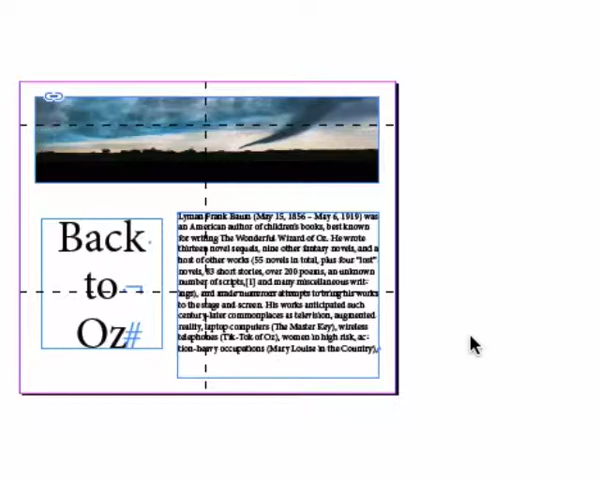 Back
to
Oz
Lyman Frank Baum (May 15, 1856 – May 6, 1919) was
an American author of children's books, best known
for writing The Wonderful Wizard of Oz. He wrote
thirteen novel sequels, nine other fantasy novels, and a
host of other works (55 novels in total, plus four "lost"
novels, 83 short stories, over 200 poems, an unknown
number of scripts,[1] and many miscellaneous writ-
ings), and made numerous attempts to bring his works
to the stage and screen. His works anticipated such
century-later commonplaces as television, augmented
reality, laptop computers (The Master Key), wireless
telephones (Tik-Tok of Oz), women in high risk, ac-
tion-heavy occupations (Mary Louise in the Country),